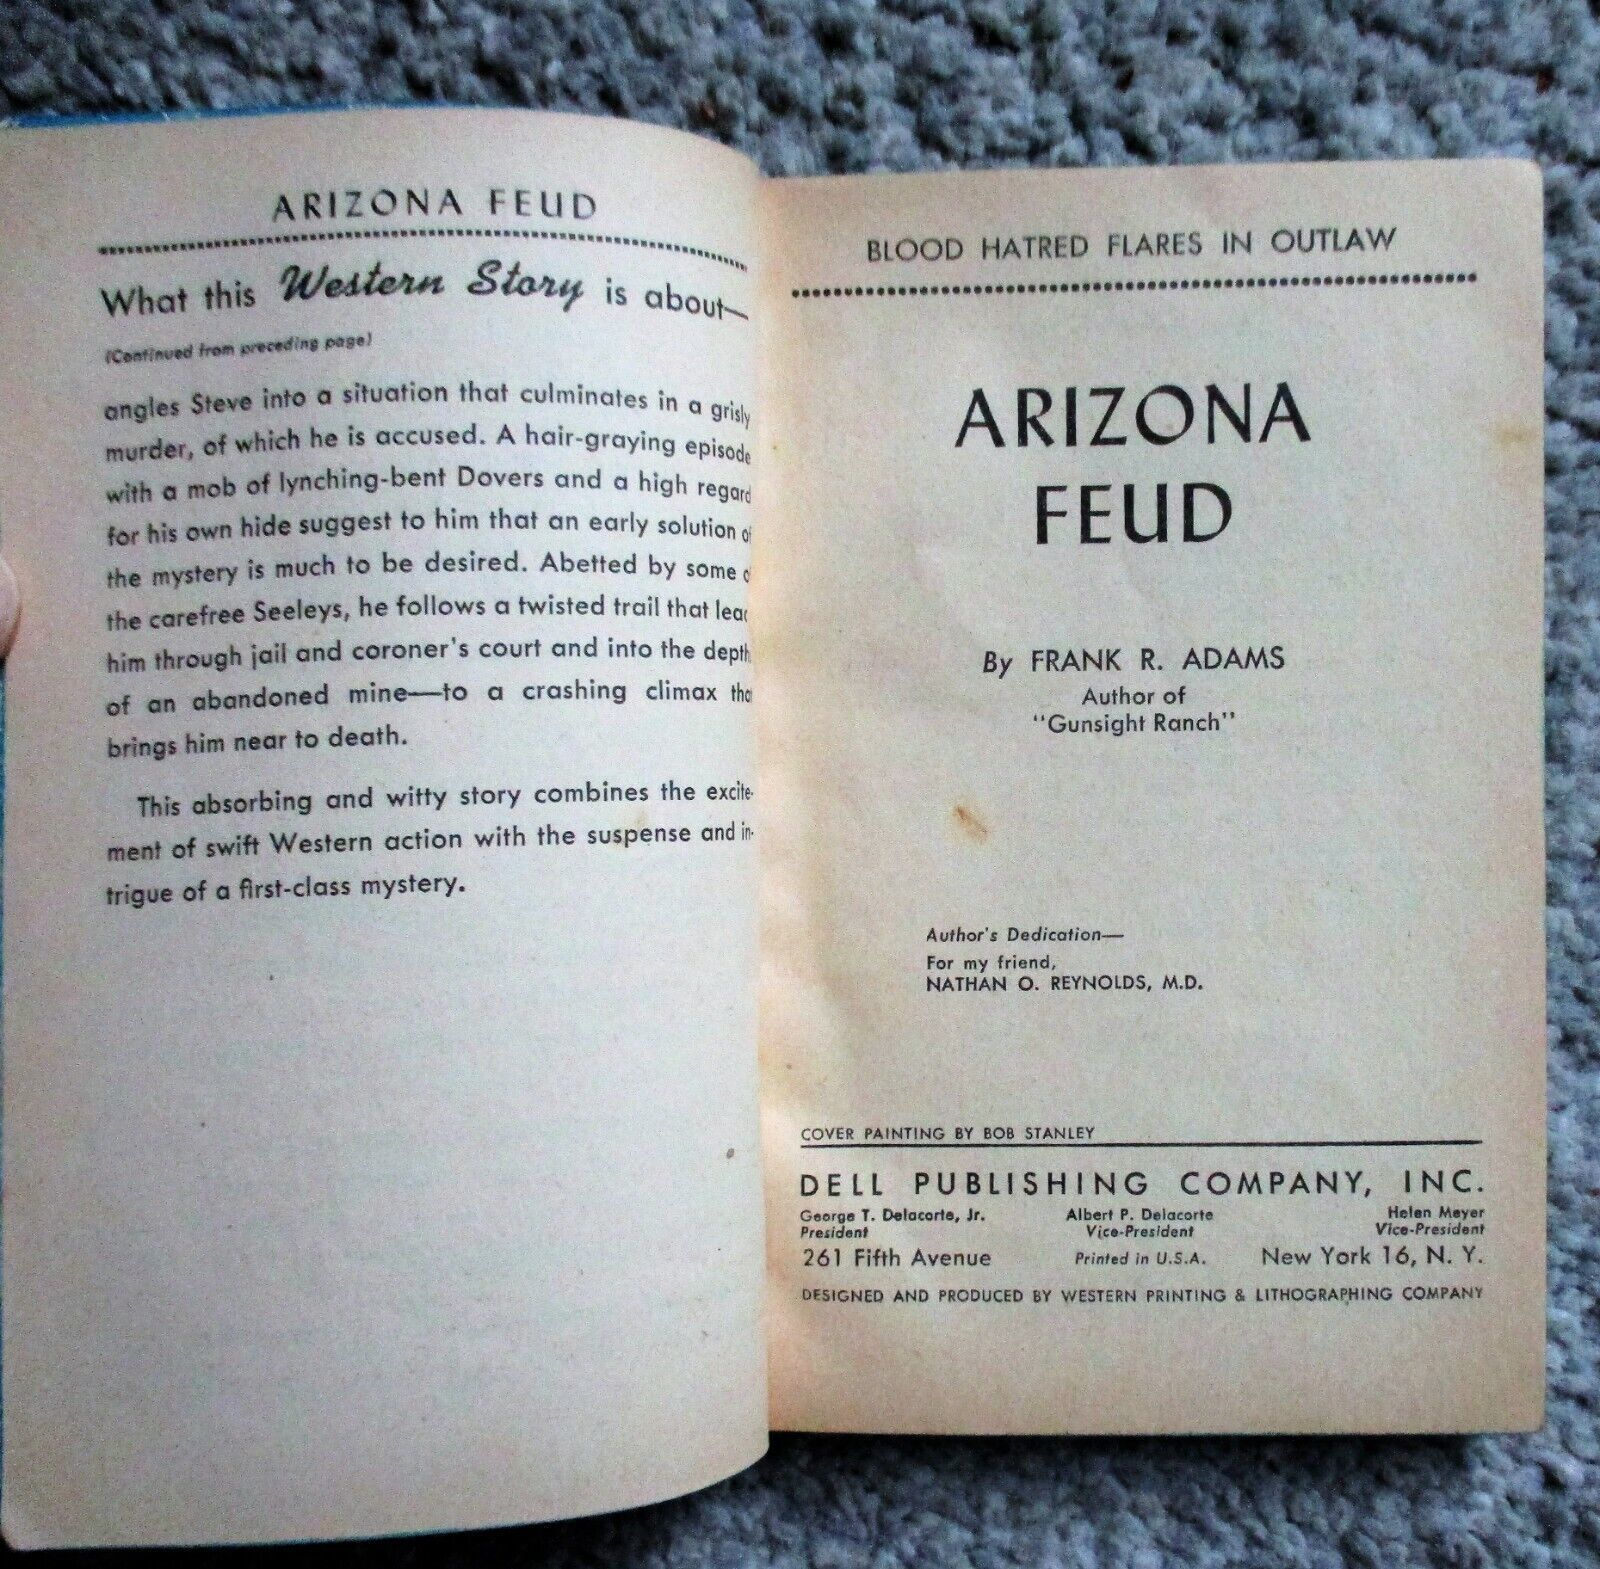 ARIZONA FEUD
What this Western Story is about—
(Continued from preceding page)
angles Steve into a situation that culminates in a grisly
murder, of which he is accused. A hair-graying episode
with a mob of lynching-bent Dovers and a high regard
for his own hide suggest to him that an early solution of
the mystery is much to be desired. Abetted by some
the carefree Seeleys, he follows a twisted trail that
him through jail and coroner's court and into the depth
of an abandoned mine—to a crashing climax
brings him near to death.
This absorbing and witty story combines the excite-
ment of swift Western action with the suspense and in-
trigue of a first-class mystery.
BLOOD HATRED FLARES IN OUTLAW
ARIZONA
FEUD
By FRANK R. ADAMS
Author of
"Gunsight Ranch"
Author's Dedication—
For my friend,
NATHAN O. REYNOLDS, M.D.
COVER PAINTING BY BOB STANLEY
DELL PUBLISHING COMPANY, INC.
George T. Delacorte, Jr. Albert P. Delacorte Helen Meyer
President Vice-President Vice-President
261 Fifth Avenue Printed in U.S.A. New York 16, N. Y.
DESIGNED AND PRODUCED BY WESTERN PRINTING & LITHOGRAPHING COMPANY